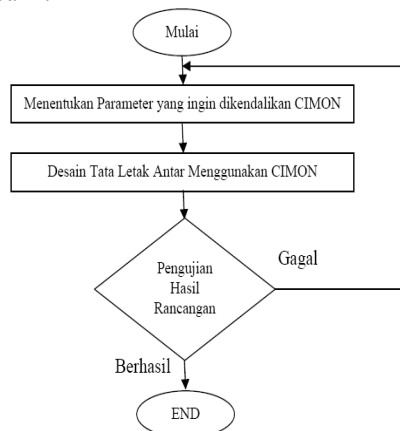 Mulai
Menentukan Parameter yang ingin dikendalikan CIMON
Desain Tata Letak Antar Menggunakan CIMON
Pengujian
Hasil
Rancangan
Gagal
Berhasil
END